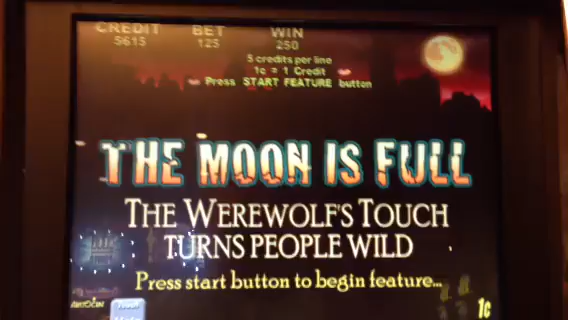 CREDIT BET WIN
5615 125 250
5 credits per line
1c = 1 Credit
Press START FEATURE button
THE MOON IS FULL
THE WEREWOLF'S TOUCH
TURNS PEOPLE WILD
Press start button to begin feature...
1c